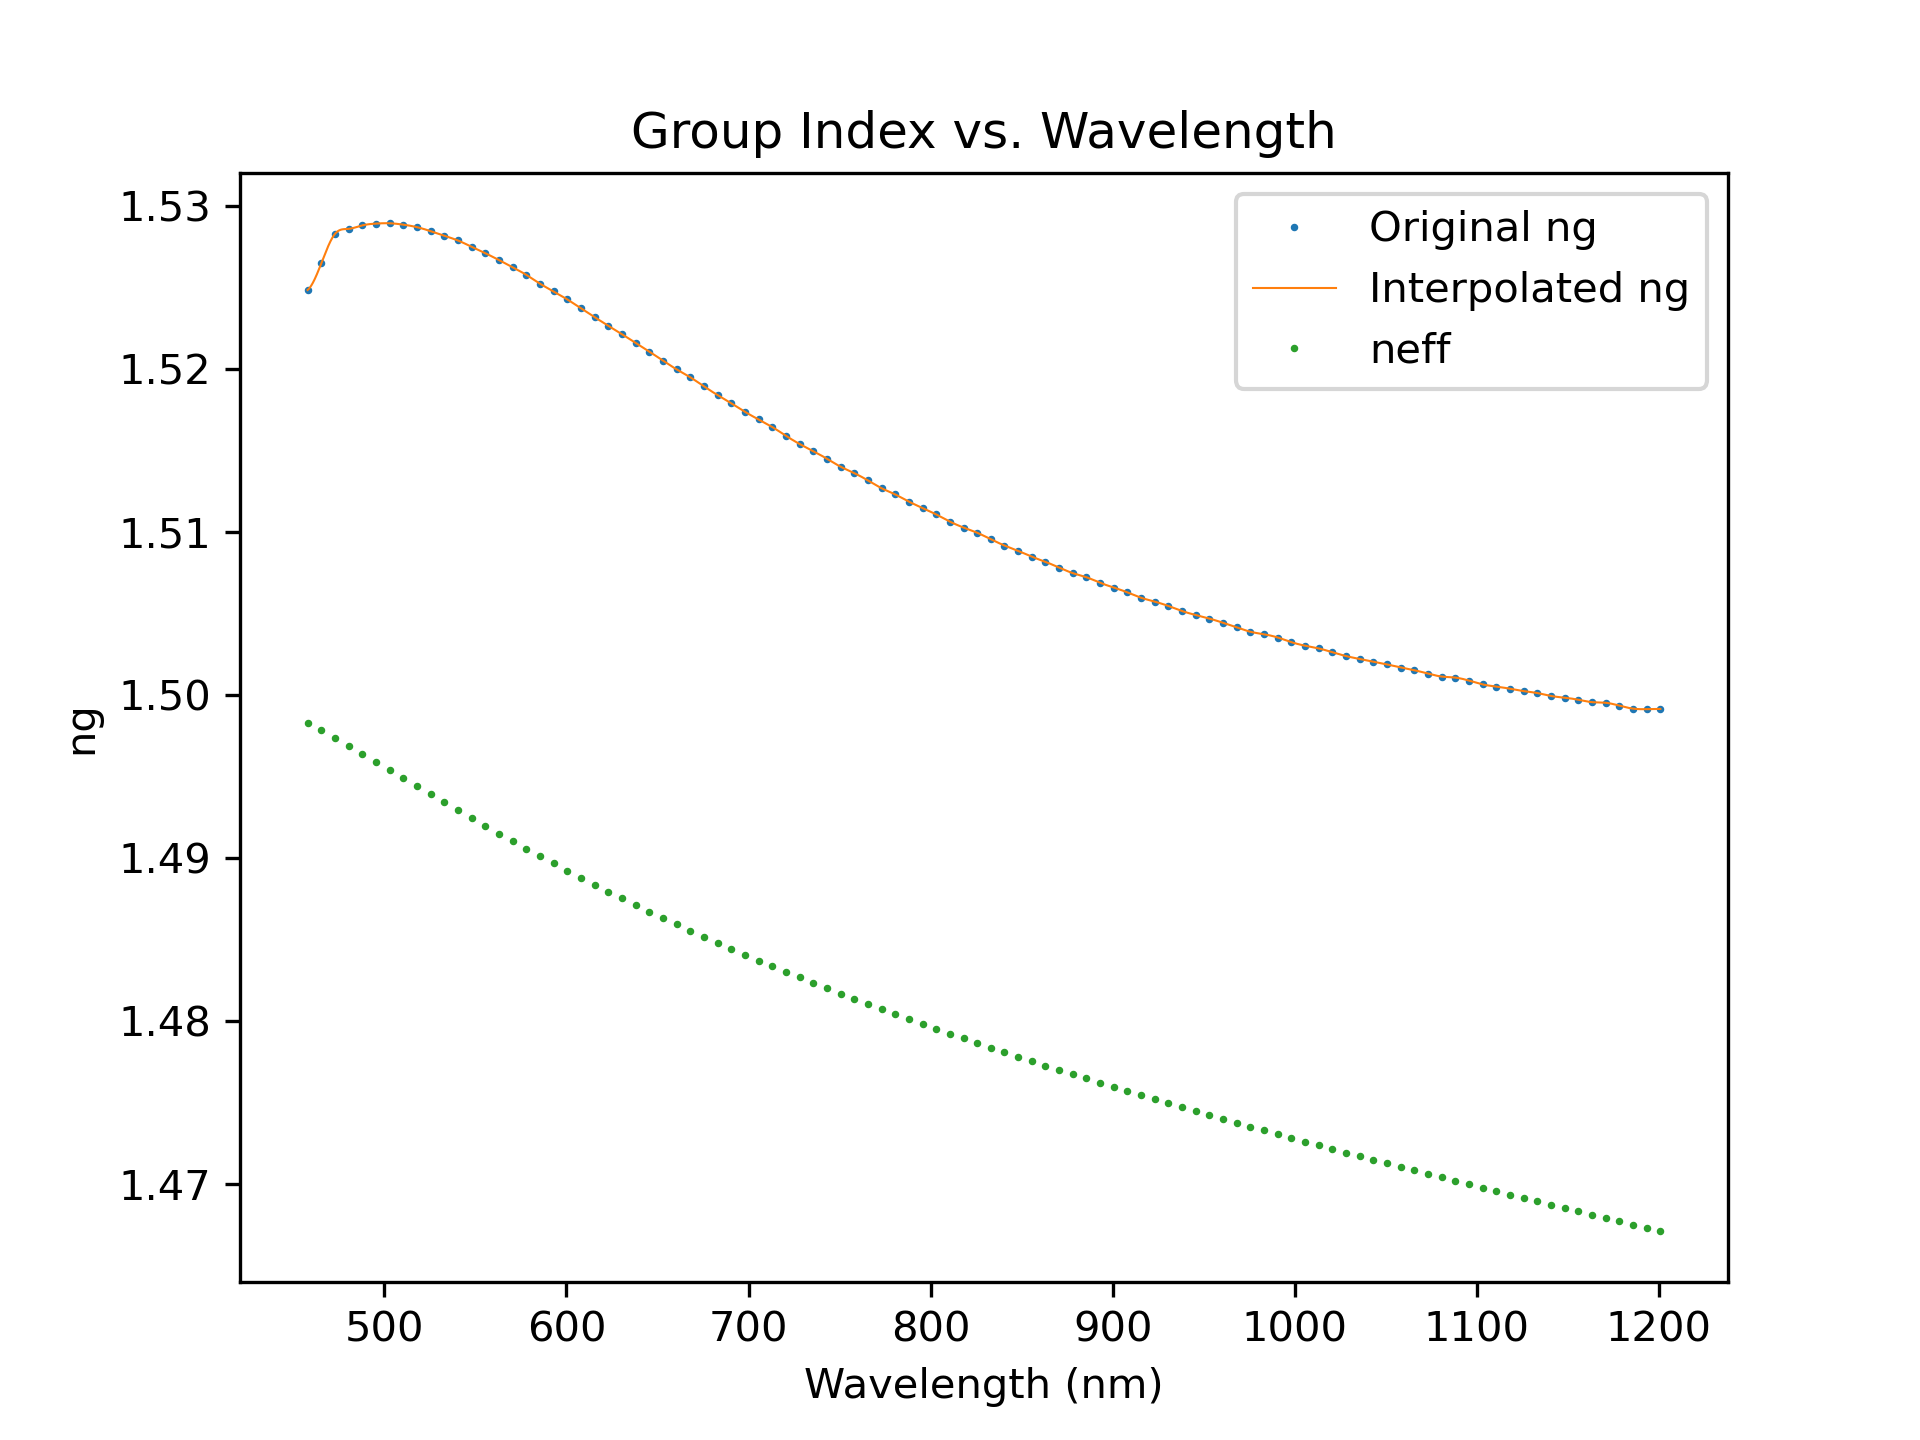 Group Index vs. Wavelength
Original ng
Interpolated ng
neff
1.53
1.52
1.51
1.50
1.49
1.48
1.47
ng
500 600 700 800 900 1000 1100 1200
Wavelength (nm)